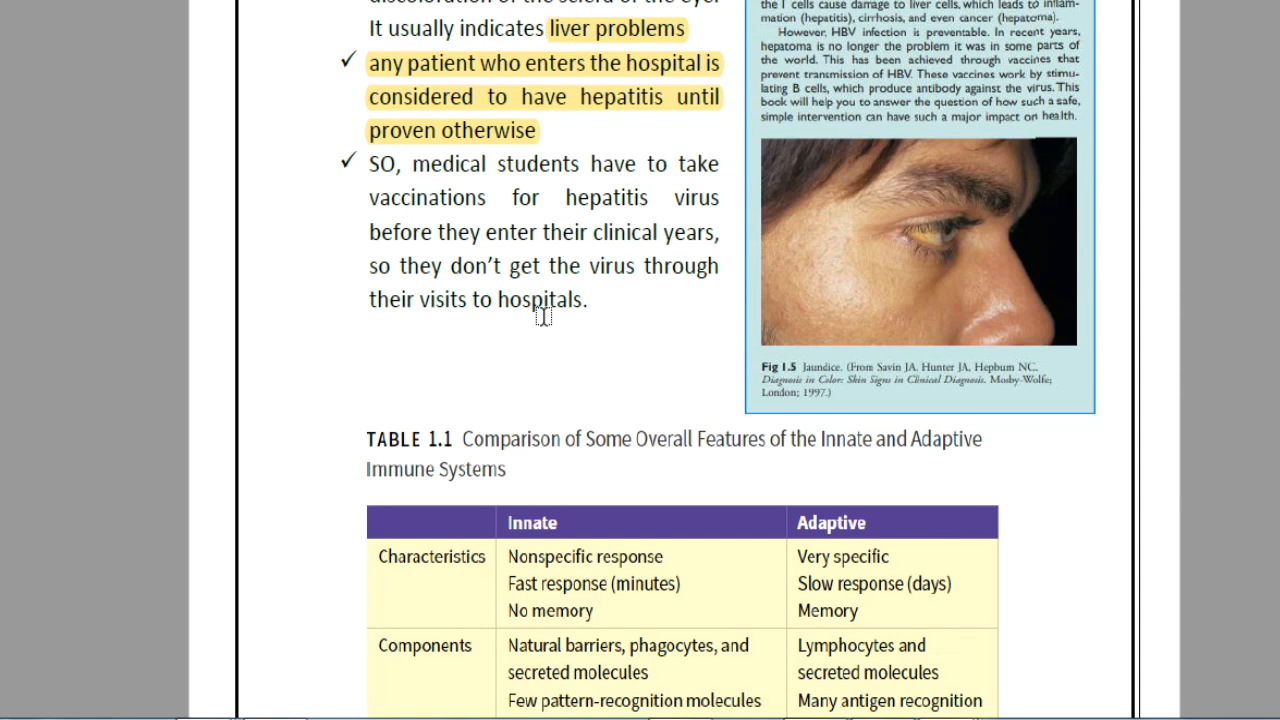 It usually indicates liver problems
✓ any patient who enters the hospital is
considered to have hepatitis until
proven otherwise
✓ SO, medical students have to take
vaccinations for hepatitis virus
before they enter their clinical years,
so they don't get the virus through
their visits to hospitals.
the T cells cause damage to liver cells, which leads to inflam-
mation (hepatitis), cirrhosis, and even cancer (hepatoma).
However, HBV infection is preventable. In recent years,
hepatoma is no longer the problem it was in some parts of
the world. This has been achieved through vaccines that
prevent transmission of HBV. These vaccines work by stimu-
lating B cells, which produce antibody against the virus. This
book will help you to answer the question of how such a safe,
simple intervention can have such a major impact on health.
Fig 1.5 Jaundice. (From Savin JA. Hunter JA, Hepburn NC.
Diagnosis in Color: Skin Signs in Clinical Diagnosis. Mosby-Wolfe;
London; 1997.)
TABLE 1.1 Comparison of Some Overall Features of the Innate and Adaptive
Immune Systems
Innate Adaptive
Characteristics Nonspecific response Very specific
Fast response (minutes) Slow response (days)
No memory Memory
Components Natural barriers, phagocytes, and Lymphocytes and
secreted molecules secreted molecules
Few pattern-recognition molecules Many antigen recognition